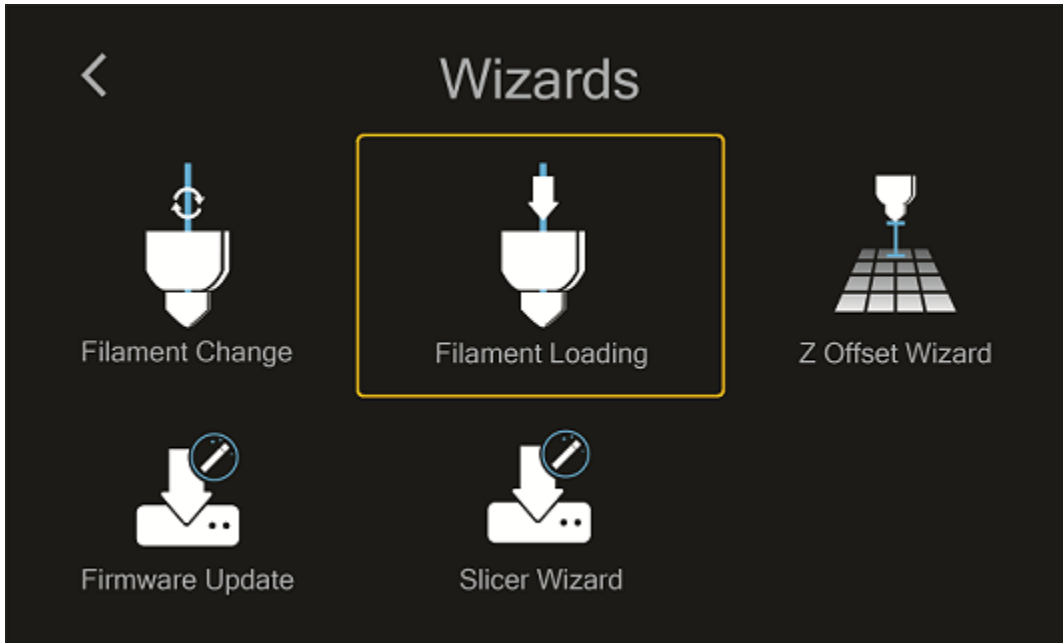 Wizards
Filament Change
Filament Loading
Z Offset Wizard
Firmware Update
Slicer Wizard